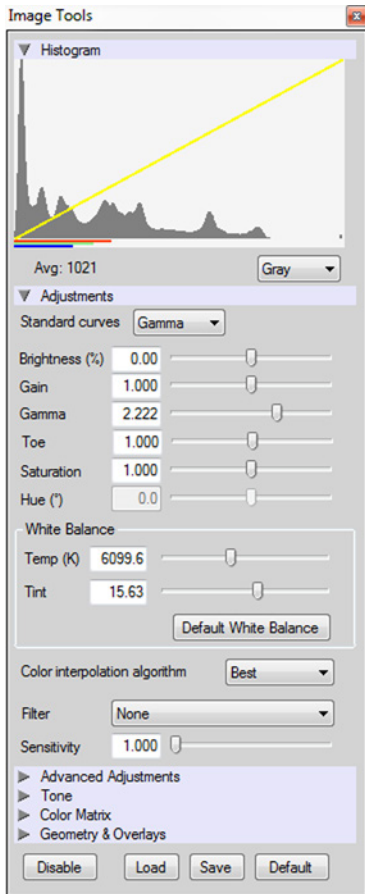 Image Tools
Histogram
Avg: 1021 Gray
Adjustments
Standard curves Gamma
Brightness (%) 0.00
Gain 1.000
Gamma 2.222
Toe 1.000
Saturation 1.000
Hue (°) 0.0
White Balance
Temp (K) 6099.6
Tint 15.63
Default White Balance
Color interpolation algorithm Best
Filter None
Sensitivity 1.000
Advanced Adjustments
Tone
Color Matrix
Geometry & Overlays
Disable Load Save Default